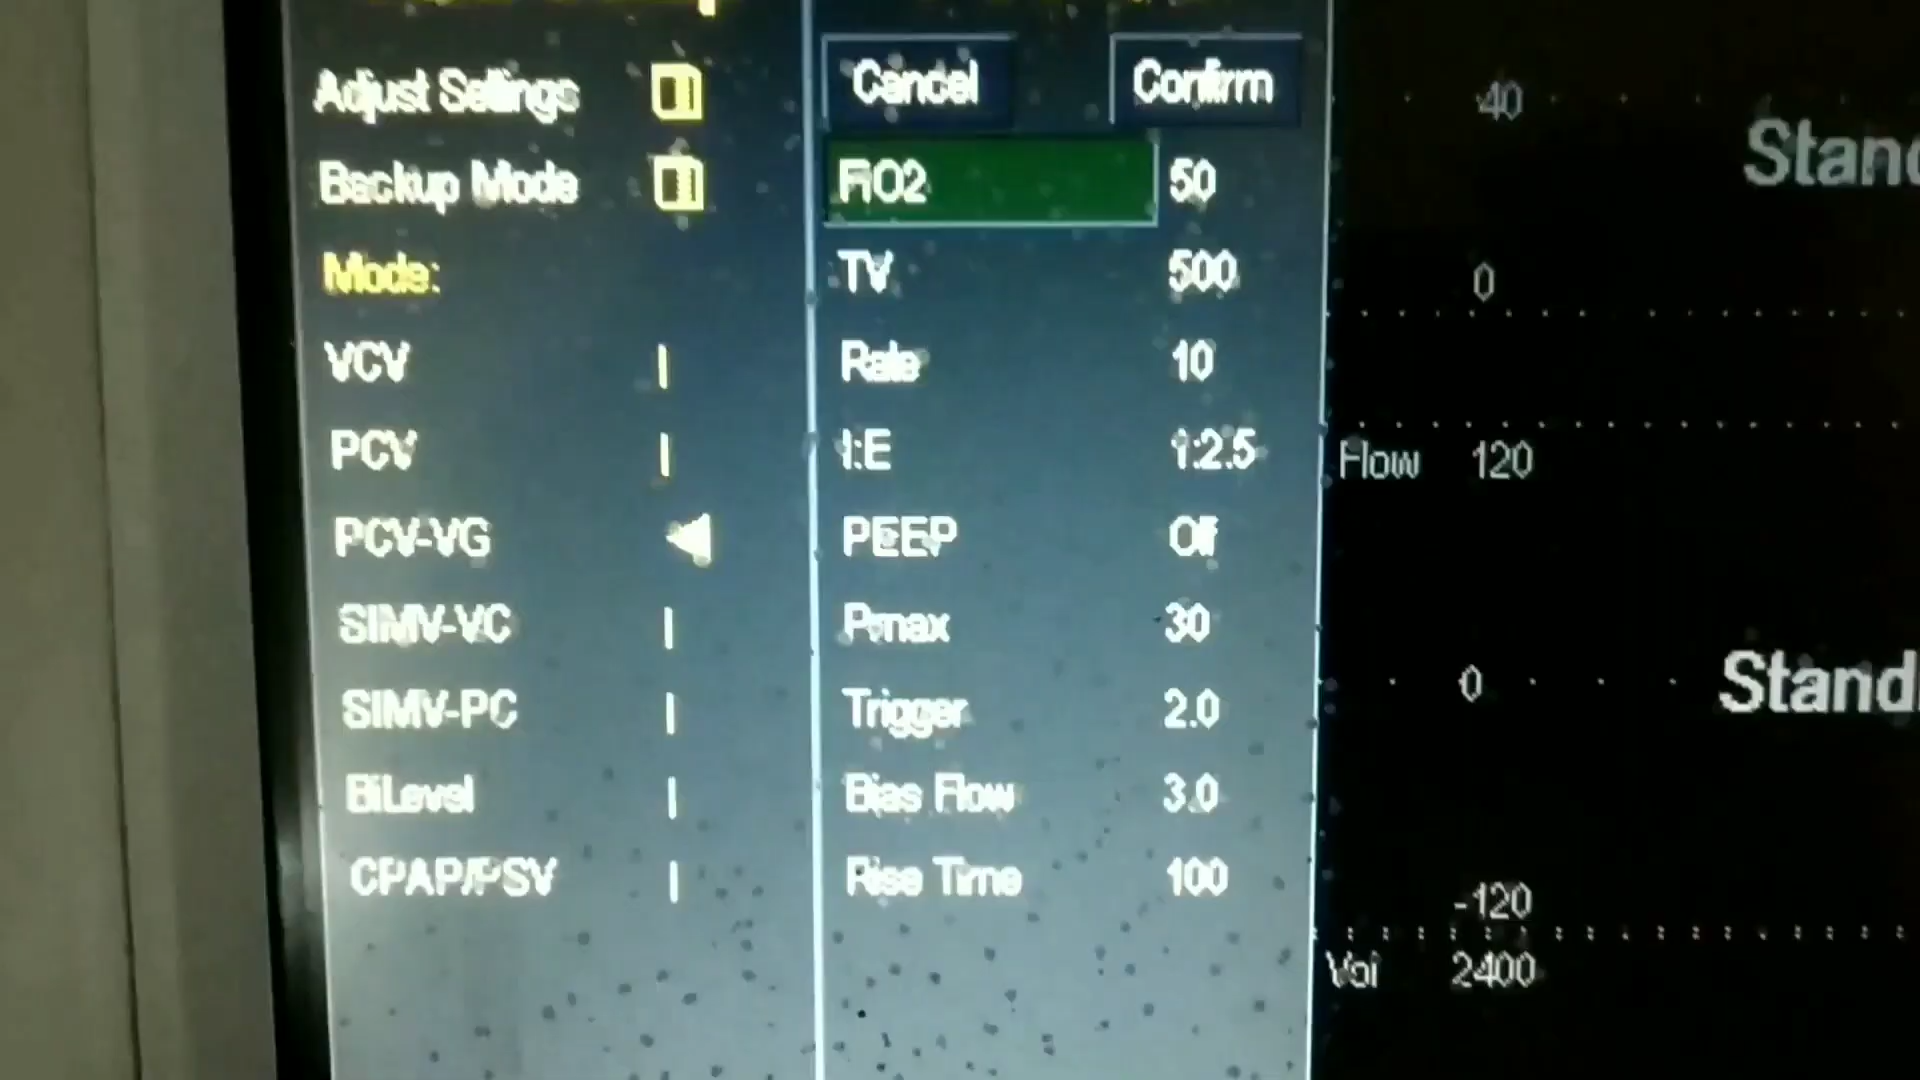 Adjust Settings
Backup Mode
Mode:
VCV
PCV
PCV-VG
SIMV-VC
SIMV-PC
BiLevel
CPAP/PSV
Cancel Confirm
FiO2 50
TV 500
Rate 10
I:E 1:2.5
PEEP Off
Pmax 30
Trigger 2.0
Bias Flow 3.0
Rise Time 100
40
0
Flow 120
0
-120
Vol 2400